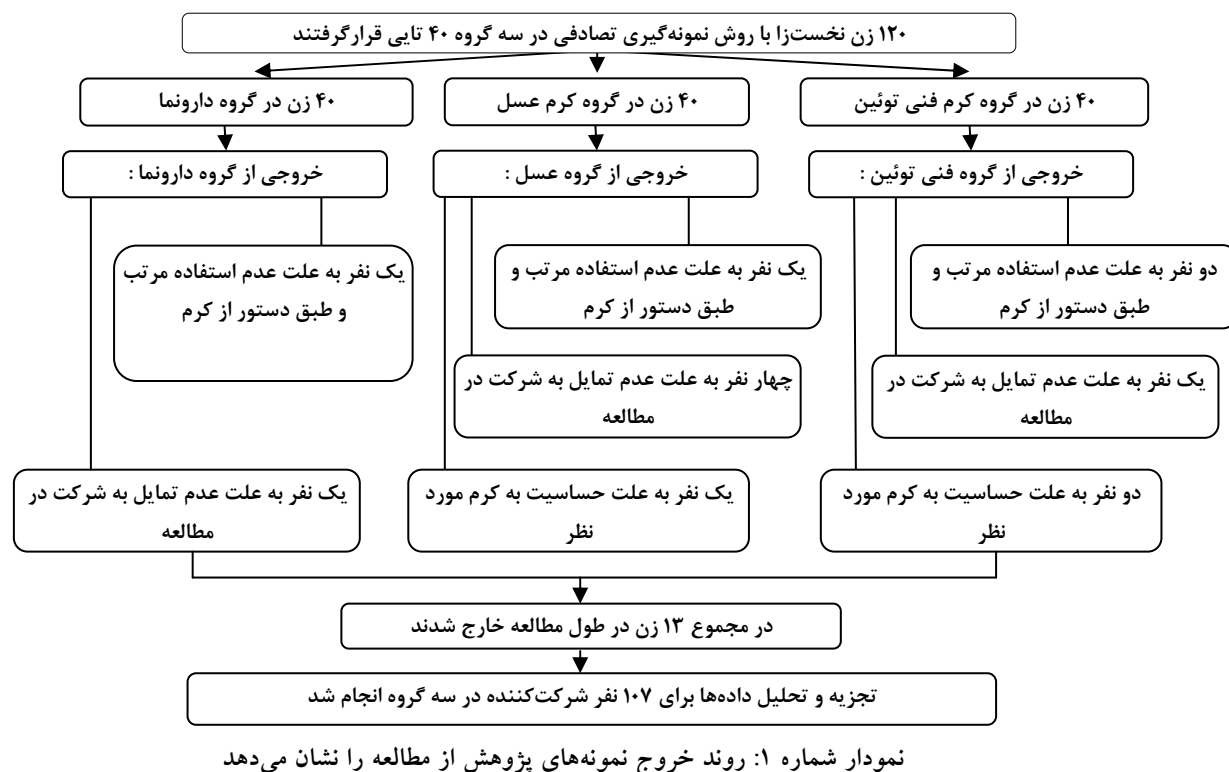 ۱۲۰ زن نخست‌زا با روش نمونه‌گیری تصادفی در سه گروه ۴۰ تایی قرارگرفتند
۴۰ زن در گروه کرم فنی توئین
۴۰ زن در گروه کرم عسل
۴۰ زن در گروه دارونما
خروجی از گروه فنی توئین :
خروجی از گروه عسل :
خروجی از گروه دارونما :
دو نفر به علت عدم استفاده مرتب و
طبق دستور از کرم
یک نفر به علت عدم استفاده مرتب و
طبق دستور از کرم
یک نفر به علت عدم استفاده مرتب
و طبق دستور از کرم
یک نفر به علت عدم تمایل به شرکت در
مطالعه
چهار نفر به علت عدم تمایل به شرکت در
مطالعه
دو نفر به علت حساسیت به کرم مورد
نظر
یک نفر به علت حساسیت به کرم مورد
نظر
یک نفر به علت عدم تمایل به شرکت در
مطالعه
در مجموع ۱۳ زن در طول مطالعه خارج شدند
تجزیه و تحلیل داده‌ها برای ۱۰۷ نفر شرکت‌کننده در سه گروه انجام شد
نمودار شماره ۱: روند خروج نمونه‌های پژوهش از مطالعه را نشان می‌دهد